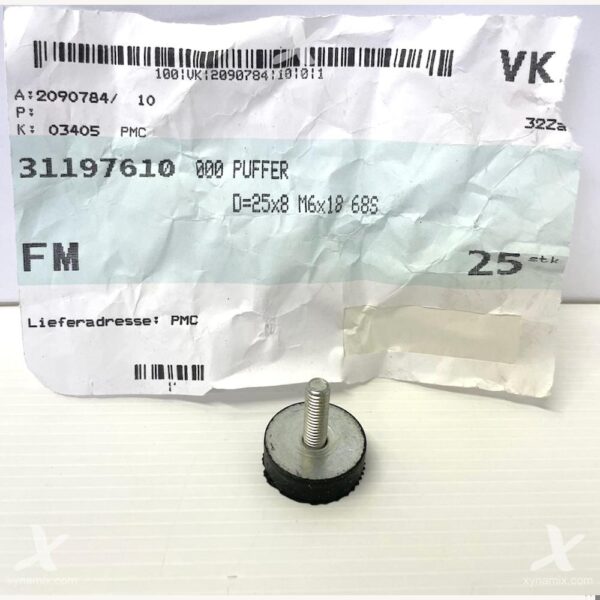 100|VK|2090784|10|0|1
VK
A:2090784/ 10
P:
K: 03405 PMC
32Za
31197610 000 PUFFER
D=25x8 M6x18 68S
FM
25 stk
Lieferadresse: PMC
X
xynamix.com
X
xynamix.com